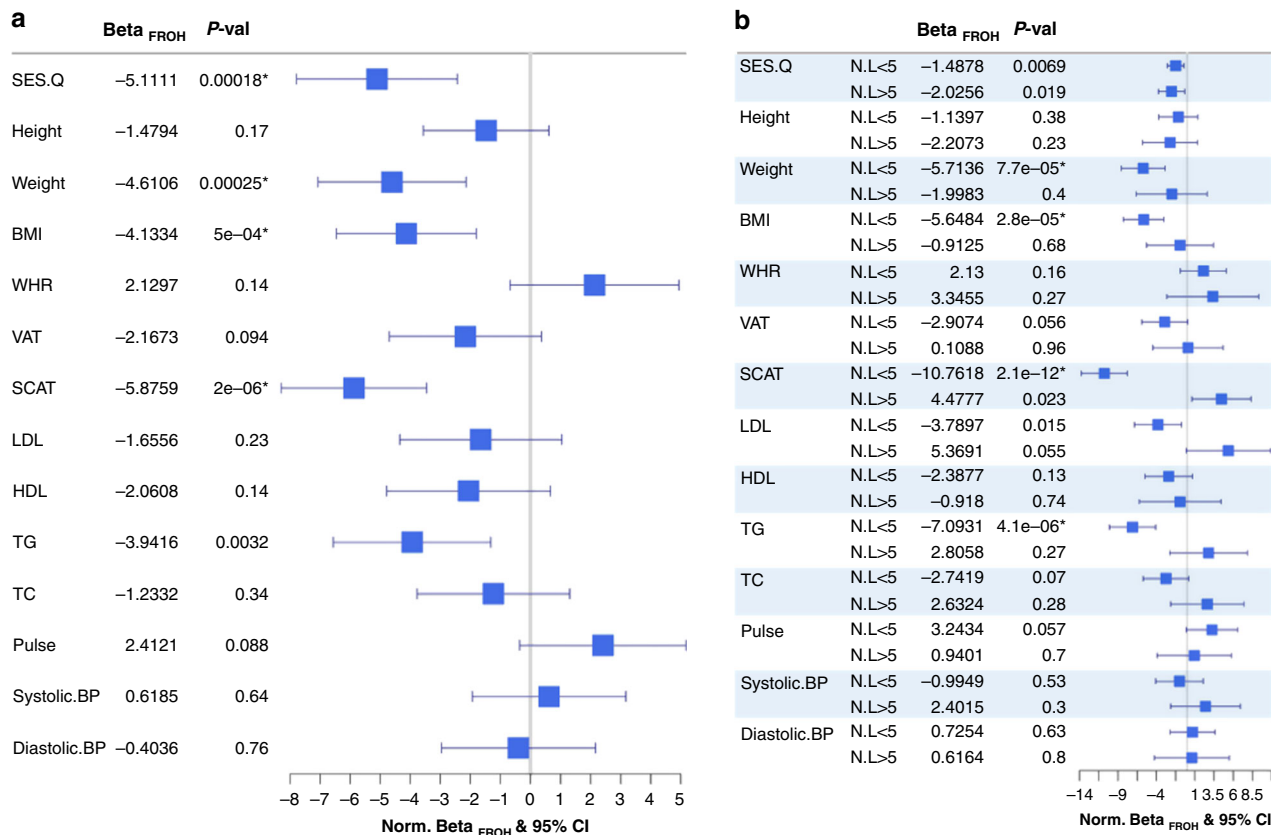 a
Beta FROH P-val
SES.Q −5.1111 0.00018*
Height −1.4794 0.17
Weight −4.6106 0.00025*
BMI −4.1334 5e−04*
WHR 2.1297 0.14
VAT −2.1673 0.094
SCAT −5.8759 2e−06*
LDL −1.6556 0.23
HDL −2.0608 0.14
TG −3.9416 0.0032
TC −1.2332 0.34
Pulse 2.4121 0.088
Systolic.BP 0.6185 0.64
Diastolic.BP −0.4036 0.76
−8 −7 −6 −5 −4 −3 −2 −1 0 1 2 3 4 5
Norm. Beta FROH & 95% CI
b
Beta FROH P-val
SES.Q N.L<5 −1.4878 0.0069
N.L>5 −2.0256 0.019
Height N.L<5 −1.1397 0.38
N.L>5 −2.2073 0.23
Weight N.L<5 −5.7136 7.7e−05*
N.L>5 −1.9983 0.4
BMI N.L<5 −5.6484 2.8e−05*
N.L>5 −0.9125 0.68
WHR N.L<5 2.13 0.16
N.L>5 3.3455 0.27
VAT N.L<5 −2.9074 0.056
N.L>5 0.1088 0.96
SCAT N.L<5 −10.7618 2.1e−12*
N.L>5 4.4777 0.023
LDL N.L<5 −3.7897 0.015
N.L>5 5.3691 0.055
HDL N.L<5 −2.3877 0.13
N.L>5 −0.918 0.74
TG N.L<5 −7.0931 4.1e−06*
N.L>5 2.8058 0.27
TC N.L<5 −2.7419 0.07
N.L>5 2.6324 0.28
Pulse N.L<5 3.2434 0.057
N.L>5 0.9401 0.7
Systolic.BP N.L<5 −0.9949 0.53
N.L>5 2.4015 0.3
Diastolic.BP N.L<5 0.7254 0.63
N.L>5 0.6164 0.8
−14 −9 −4 1 3.5 6 8.5
Norm. Beta FROH & 95% CI